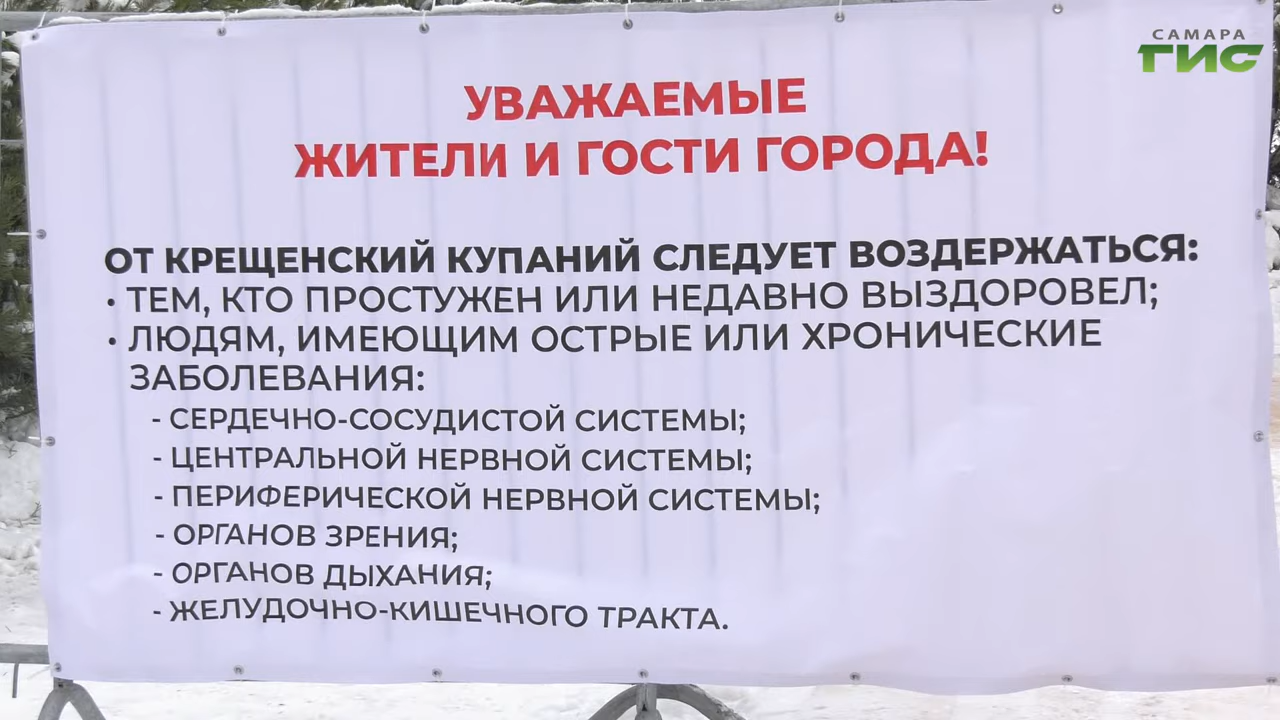 САМАРА
ГИС
УВАЖАЕМЫЕ
ЖИТЕЛИ И ГОСТИ ГОРОДА!
ОТ КРЕЩЕНСКИЙ КУПАНИЙ СЛЕДУЕТ ВОЗДЕРЖАТЬСЯ:
• ТЕМ, КТО ПРОСТУЖЕН ИЛИ НЕДАВНО ВЫЗДОРОВЕЛ;
• ЛЮДЯМ, ИМЕЮЩИМ ОСТРЫЕ ИЛИ ХРОНИЧЕСКИЕ
ЗАБОЛЕВАНИЯ:
- СЕРДЕЧНО-СОСУДИСТОЙ СИСТЕМЫ;
- ЦЕНТРАЛЬНОЙ НЕРВНОЙ СИСТЕМЫ;
- ПЕРИФЕРИЧЕСКОЙ НЕРВНОЙ СИСТЕМЫ;
- ОРГАНОВ ЗРЕНИЯ;
- ОРГАНОВ ДЫХАНИЯ;
- ЖЕЛУДОЧНО-КИШЕЧНОГО ТРАКТА.